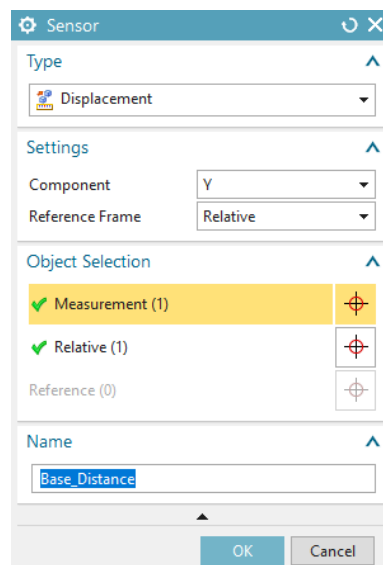 Sensor
Type
Displacement
Settings
Component Y
Reference Frame Relative
Object Selection
Measurement (1)
Relative (1)
Reference (0)
Name
Base_Distance
OK Cancel